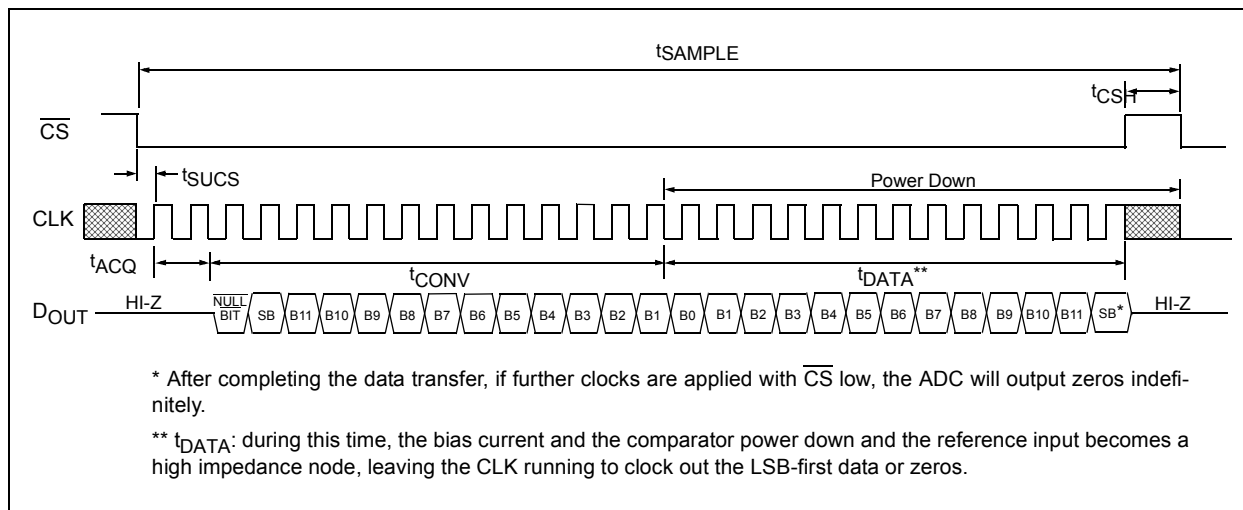 tSAMPLE
tCSH
CS
tSUCS
Power Down
CLK
tACQ
tCONV
tDATA**
HI-Z
NULL
BIT SB B11 B10 B9 B8 B7 B6 B5 B4 B3 B2 B1 B0 B1 B2 B3 B4 B5 B6 B7 B8 B9 B10 B11 SB*
HI-Z
DOUT
* After completing the data transfer, if further clocks are applied with CS low, the ADC will output zeros indefi-
nitely.
** tDATA: during this time, the bias current and the comparator power down and the reference input becomes a
high impedance node, leaving the CLK running to clock out the LSB-first data or zeros.